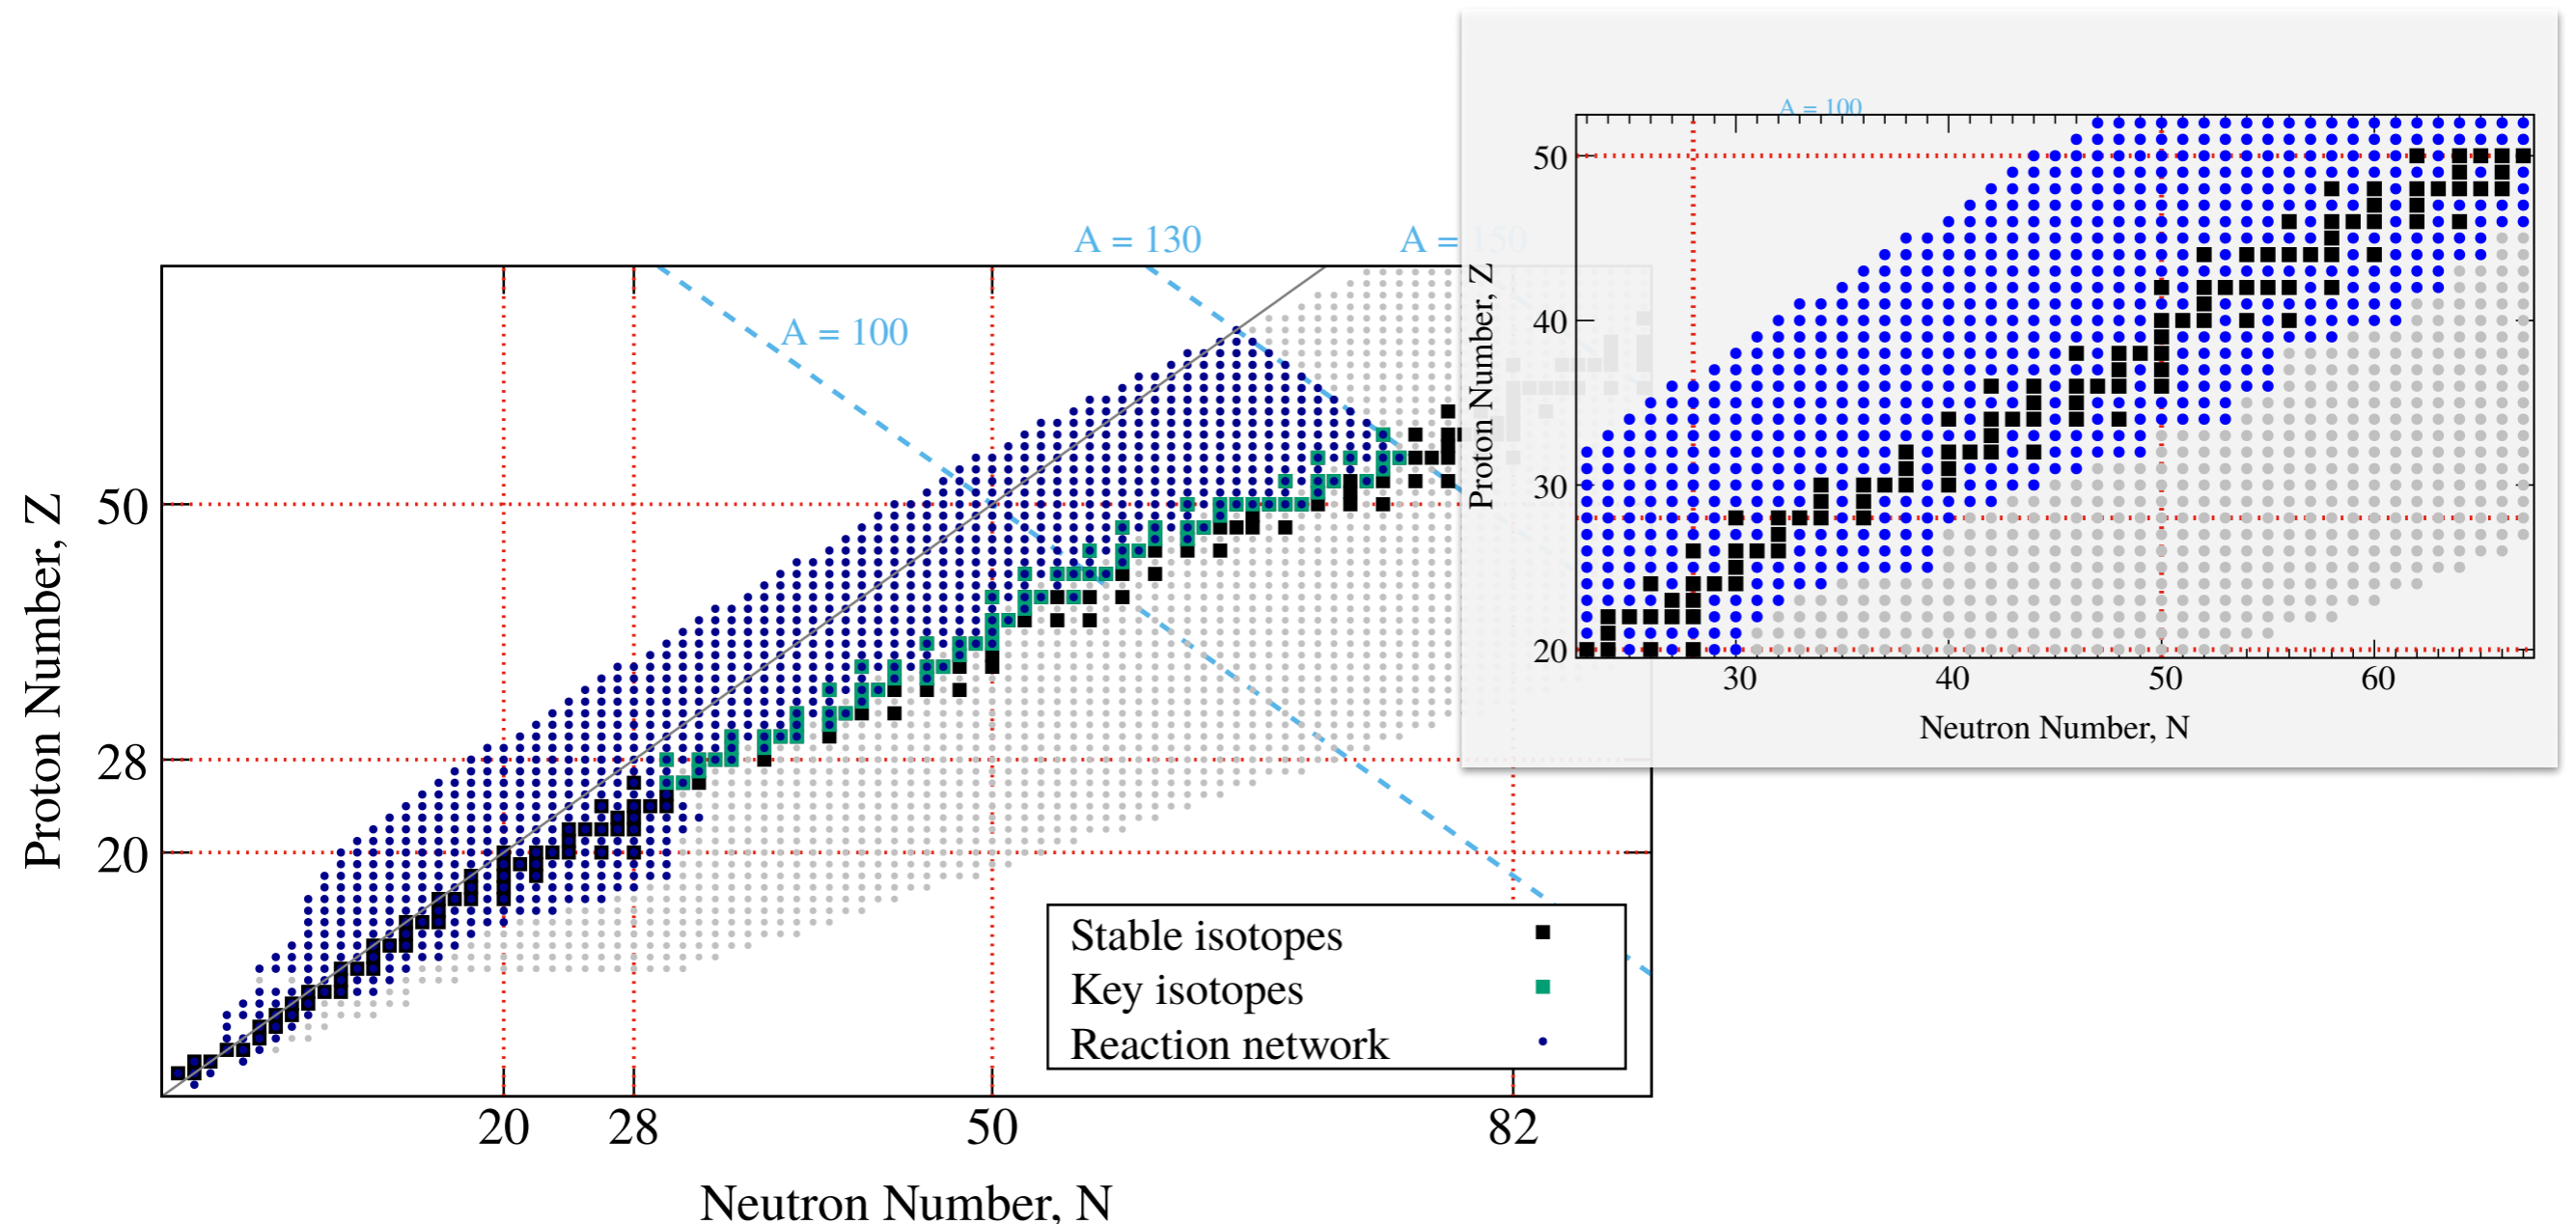 A = 100
50
40
30
20
Proton Number, Z
30 40 50 60
Neutron Number, N
A = 130
A = 150
A = 100
50
28
20
Proton Number, Z
Stable isotopes
Key isotopes
Reaction network
20 28 50 82
Neutron Number, N